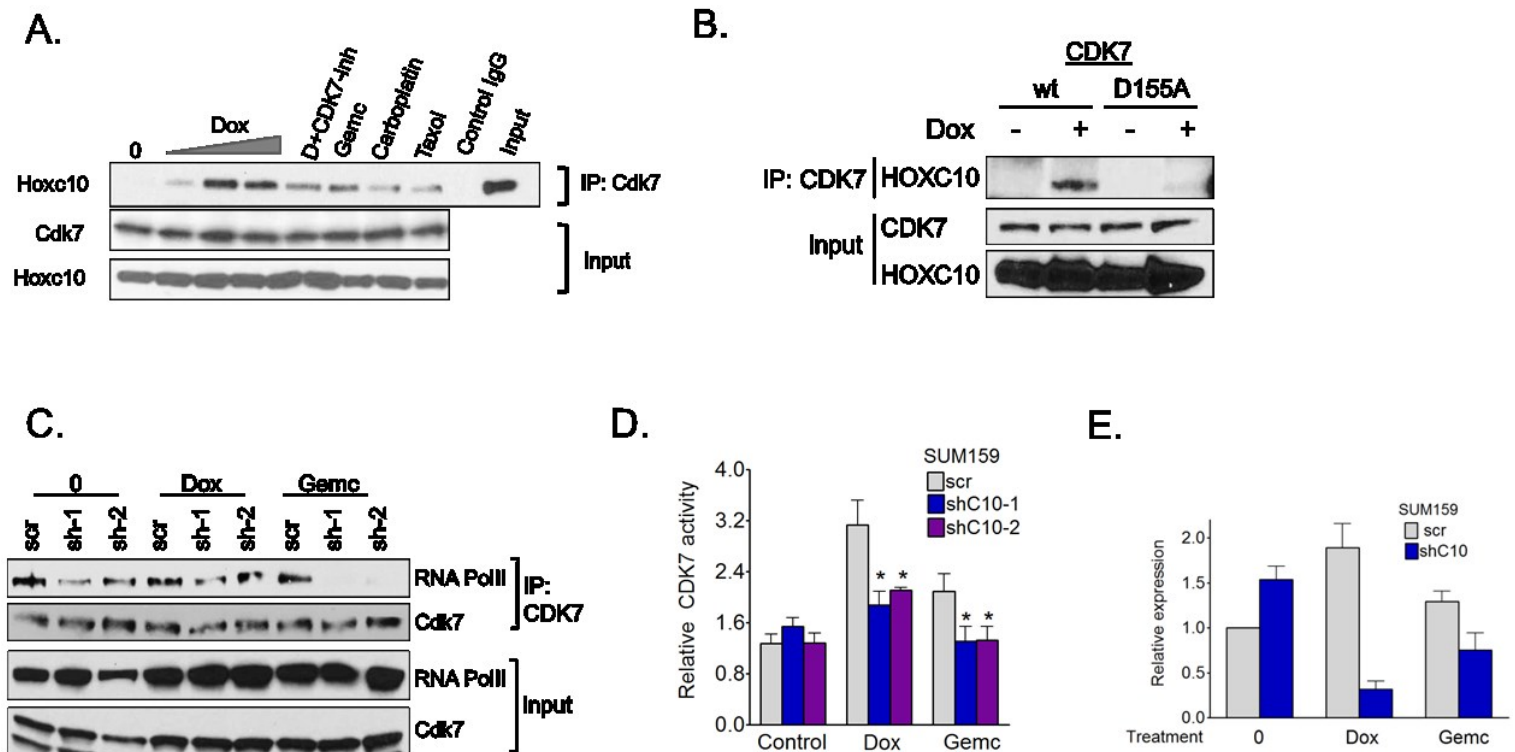 A.
0
Dox
D+CDK7-inh
Gemc
Carboplatin
Taxol
Control IgG
Input
Hoxc10
IP: Cdk7
Cdk7
Hoxc10
Input
B.
CDK7
wt D155A
Dox - + - +
IP: CDK7 HOXC10
Input
CDK7
HOXC10
C.
0 Dox Gemc
scr sh-1 sh-2 scr sh-1 sh-2 scr sh-1 sh-2
RNA PolII
Cdk7
IP:
CDK7
RNA PolII
Cdk7
Input
D.
SUM159
scr
shC10-1
shC10-2
Relative CDK7 activity
4.0
3.2
2.4
1.6
0.8
0.0
* *
* *
Control Dox Gemc
E.
SUM159
scr
shC10
Relative expression
2.0
1.5
1.0
0.5
0.0
Treatment 0 Dox Gemc